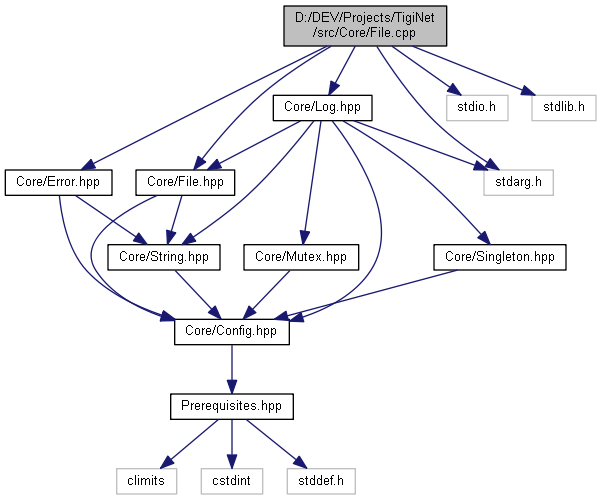 D:/DEV/Projects/TigiNet
/src/Core/File.cpp
Core/Log.hpp
stdio.h
stdlib.h
Core/Error.hpp
Core/File.hpp
stdarg.h
Core/String.hpp
Core/Mutex.hpp
Core/Singleton.hpp
Core/Config.hpp
Prerequisites.hpp
climits
cstdint
stddef.h